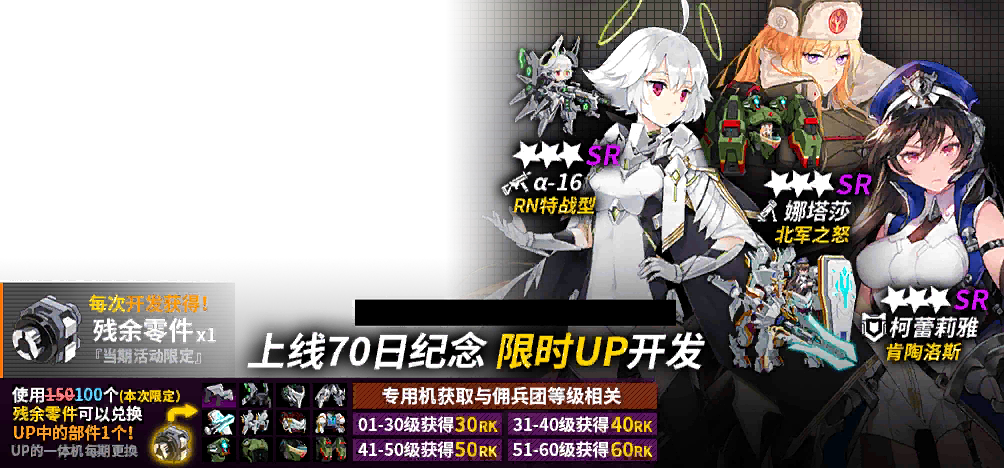 SR
α-16
RN特战型
SR
娜塔莎
北军之怒
SR
柯蕾莉雅
肯陶洛斯
每次开发获得！
残余零件x1
『当期活动限定』
上线70日纪念 限时UP开发
使用150100个(本次限定)
残余零件可以兑换
UP中的部件1个！
UP的一体机每期更换
专用机获取与佣兵团等级相关
01-30级获得30RK
31-40级获得40RK
41-50级获得50RK
51-60级获得60RK